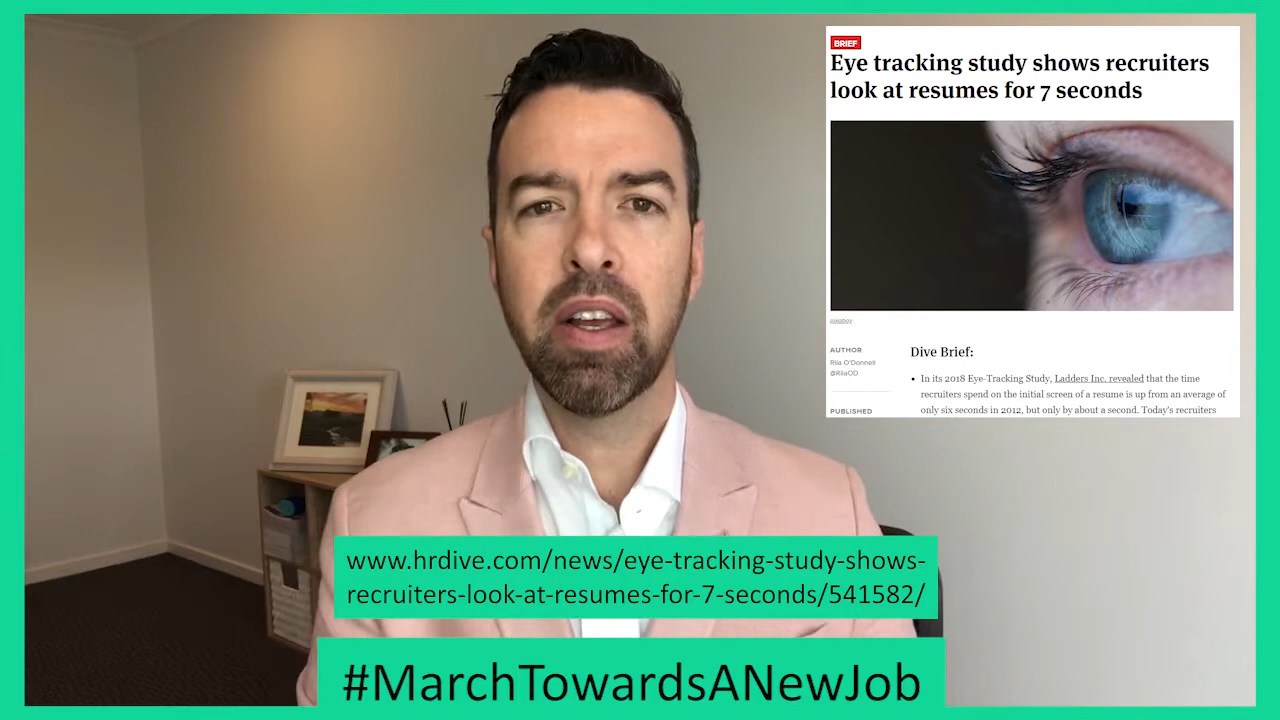 BRIEF
Eye tracking study shows recruiters
look at resumes for 7 seconds
pixabay
AUTHOR
Riia O'Donnell
@RiiaOD
PUBLISHED
Dive Brief:
In its 2018 Eye-Tracking Study, Ladders Inc. revealed that the time
recruiters spend on the initial screen of a resume is up from an average of
only six seconds in 2012, but only by about a second. Today's recruiters
www.hrdive.com/news/eye-tracking-study-shows-
recruiters-look-at-resumes-for-7-seconds/541582/
#MarchTowardsANewJob